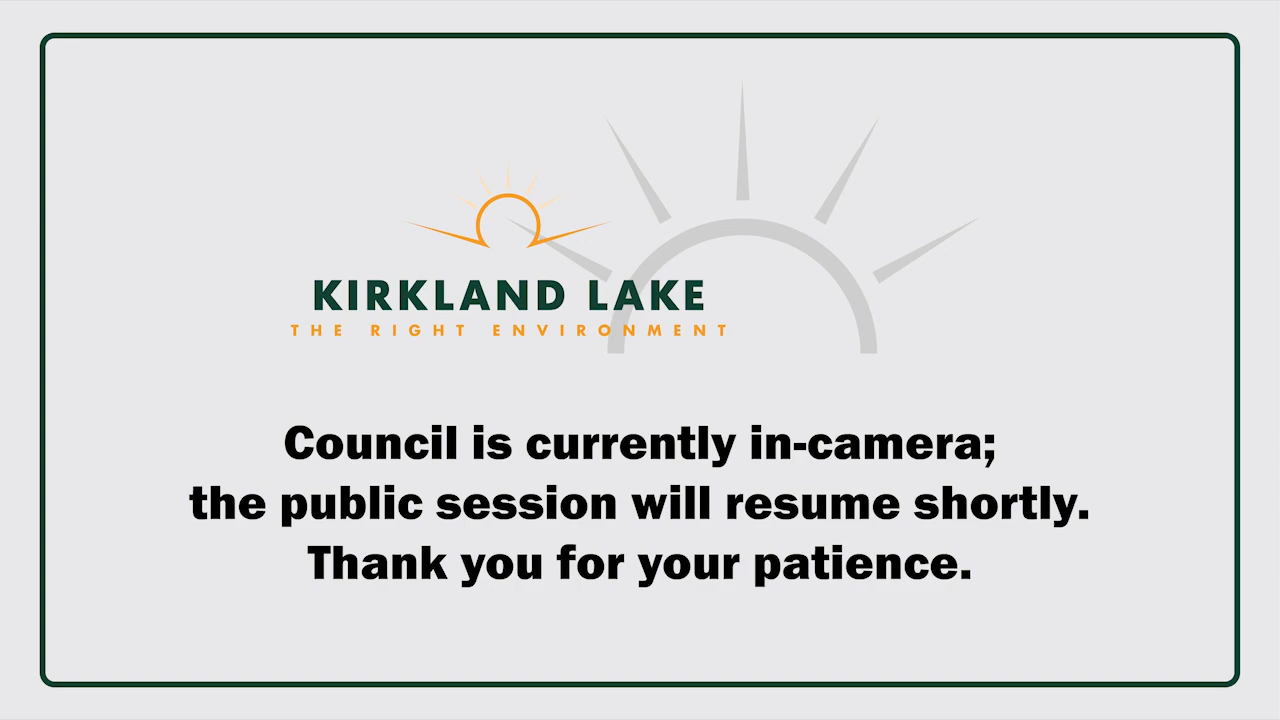 KIRKLAND LAKE
THE RIGHT ENVIRONMENT
Council is currently in-camera;
the public session will resume shortly.
Thank you for your patience.